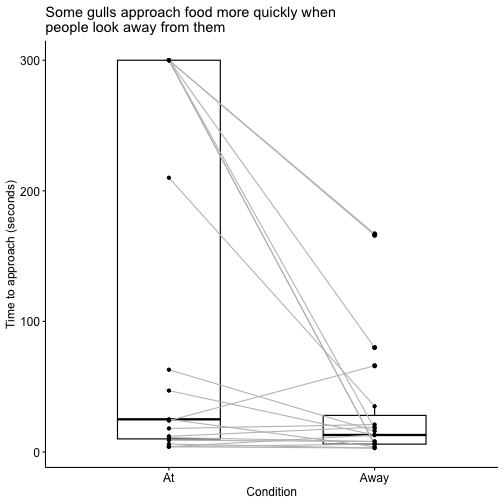 Some gulls approach food more quickly when
people look away from them
300
200
100
0
Time to approach (seconds)
At
Away
Condition